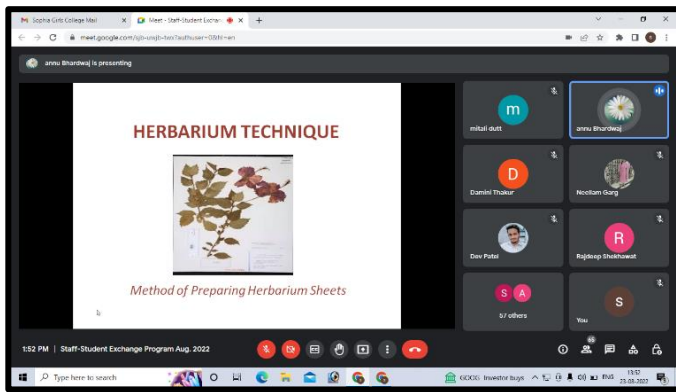 Sophia Girls College Mail
Meet - Staff-Student Exchan
meet.google.com/
annu Bhardwaj is presenting
HERBARIUM TECHNIQUE
Method of Preparing Herbarium Sheets
m
mitali dutt
annu Bhardwaj
D
Damini Thakur
Neellam Garg
Dev Patel
R
Rajdeep Shekhawat
S A
57 others
S
You
1:52 PM | Staff-Student Exchange Program Aug. 2022
65
Type here to search
GOOG Investor buys
ENG
13:52
23-08-2022